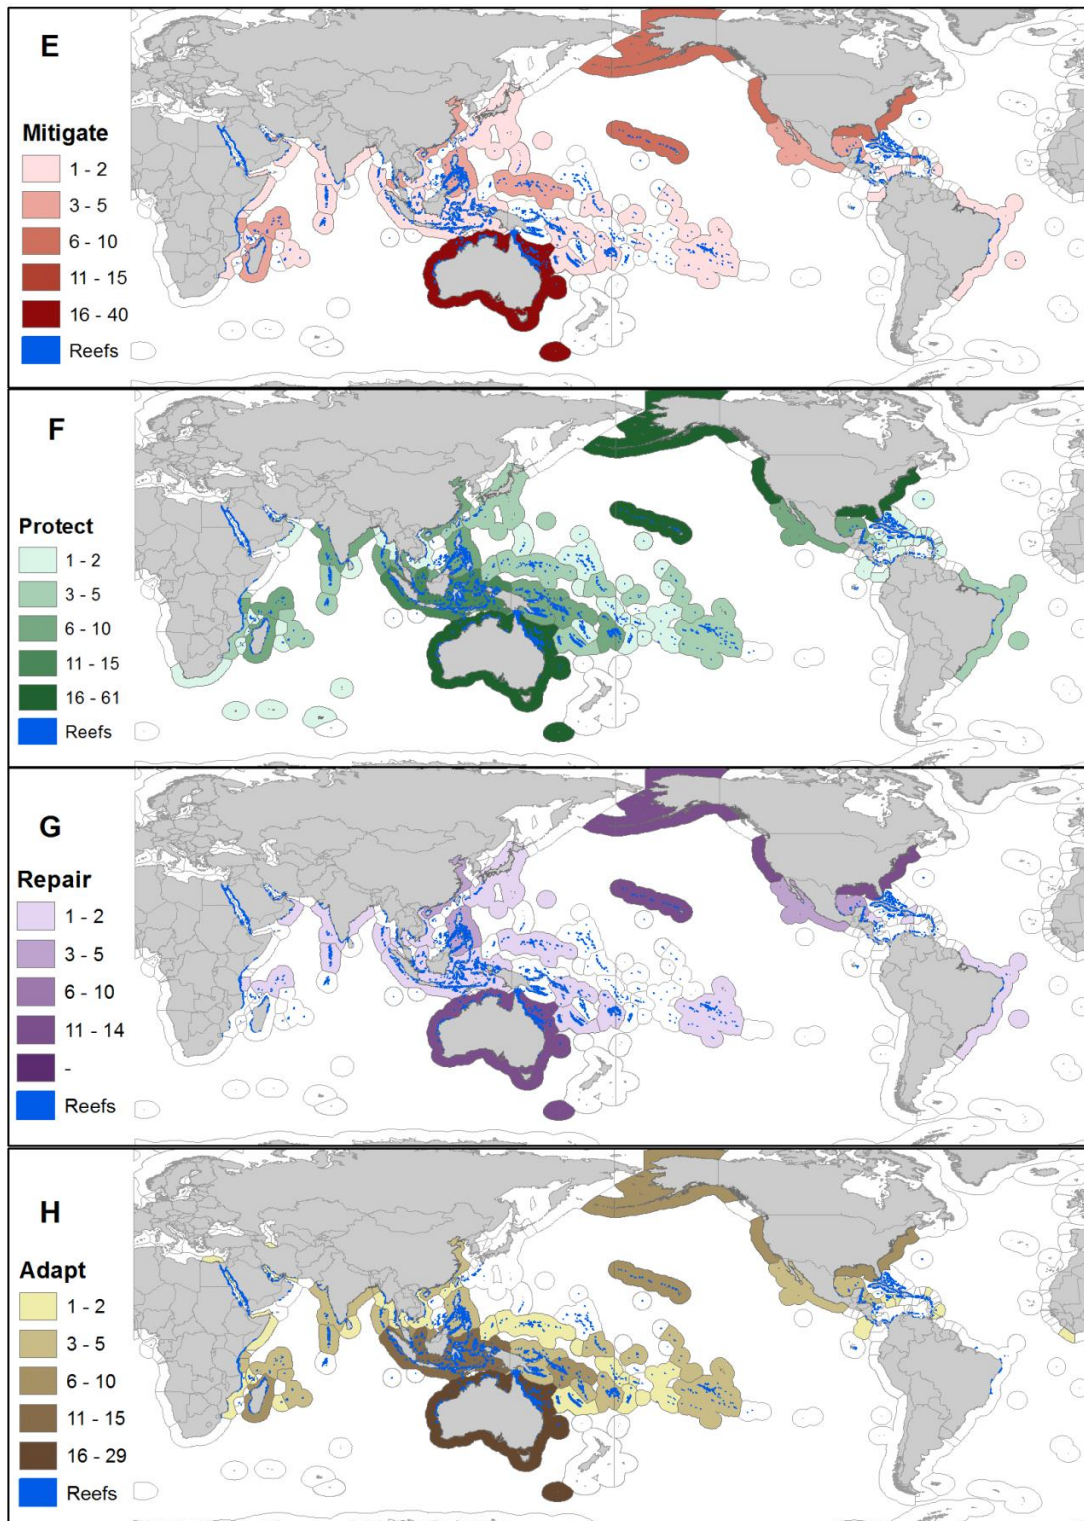 E
Mitigate
1 - 2
3 - 5
6 - 10
11 - 15
16 - 40
Reefs
F
Protect
1 - 2
3 - 5
6 - 10
11 - 15
16 - 61
Reefs
G
Repair
1 - 2
3 - 5
6 - 10
11 - 14
-
Reefs
H
Adapt
1 - 2
3 - 5
6 - 10
11 - 15
16 - 29
Reefs